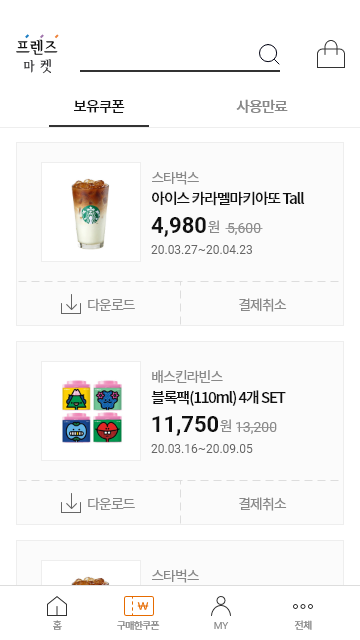 프렌즈
마켓
보유쿠폰
사용만료
스타벅스
아이스 카라멜마키아또 Tall
4,980원 5,600
20.03.27~20.04.23
다운로드
결제취소
배스킨라빈스
블록팩(110ml) 4개 SET
11,750원 13,200
20.03.16~20.09.05
다운로드
결제취소
스타벅스
홈
₩
구매한쿠폰
MY
전체